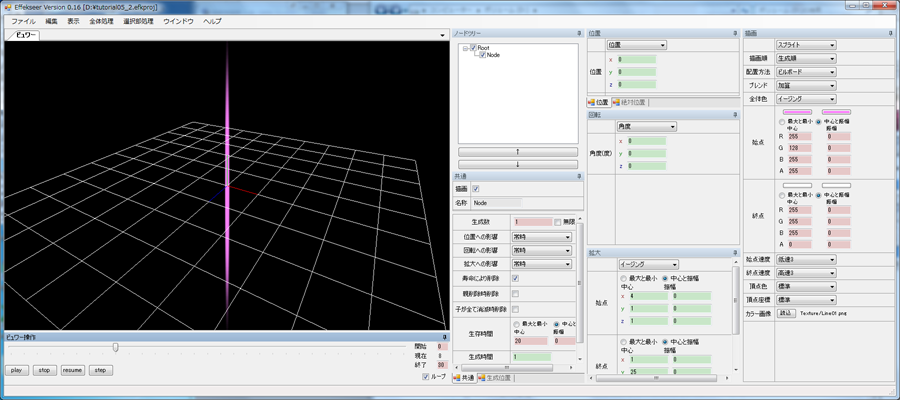 Effekseer Version 0.16 [D:¥tutorial05_2.efkproj]
ファイル 編集 表示 全体処理 選択部処理 ウインドウ ヘルプ
ビュワー
ビュワー操作
開始 0
現在 8
終了 30
play stop resume step
ループ
ノードツリー
Root
Node
↑
↓
共通
描画
名称 Node
生成数 1 無限
位置への影響 常時
回転への影響 常時
拡大への影響 常時
寿命により削除
親削除時削除
子が全て消滅時削除
生存時間
最大と最小 中心と
中心 振幅
20 0
生成時間 1
共通 生成位置
位置
位置
位置
x 0
y 0
z 0
位置 絶対位置
回転
角度
角度(度)
x 0
y 0
z 0
拡大
イージング
始点
最大と最小 中心と振幅
中心 振幅
x 4 0
y 1 0
z 1 0
終点
最大と最小 中心と振幅
中心 振幅
x 1 0
y 25 0
描画
スプライト
描画順 生成順
配置方法 ビルボード
ブレンド 加算
全体色 イージング
始点
最大と最小 中心と振幅
中心 振幅
R 255 0
G 128 0
B 255 0
A 255 0
終点
最大と最小 中心と振幅
中心 振幅
R 255 0
G 255 0
B 255 0
A 0 0
始点速度 低速3
終点速度 高速3
頂点色 標準
頂点座標 標準
カラー画像 読込 Texture/Line01.png